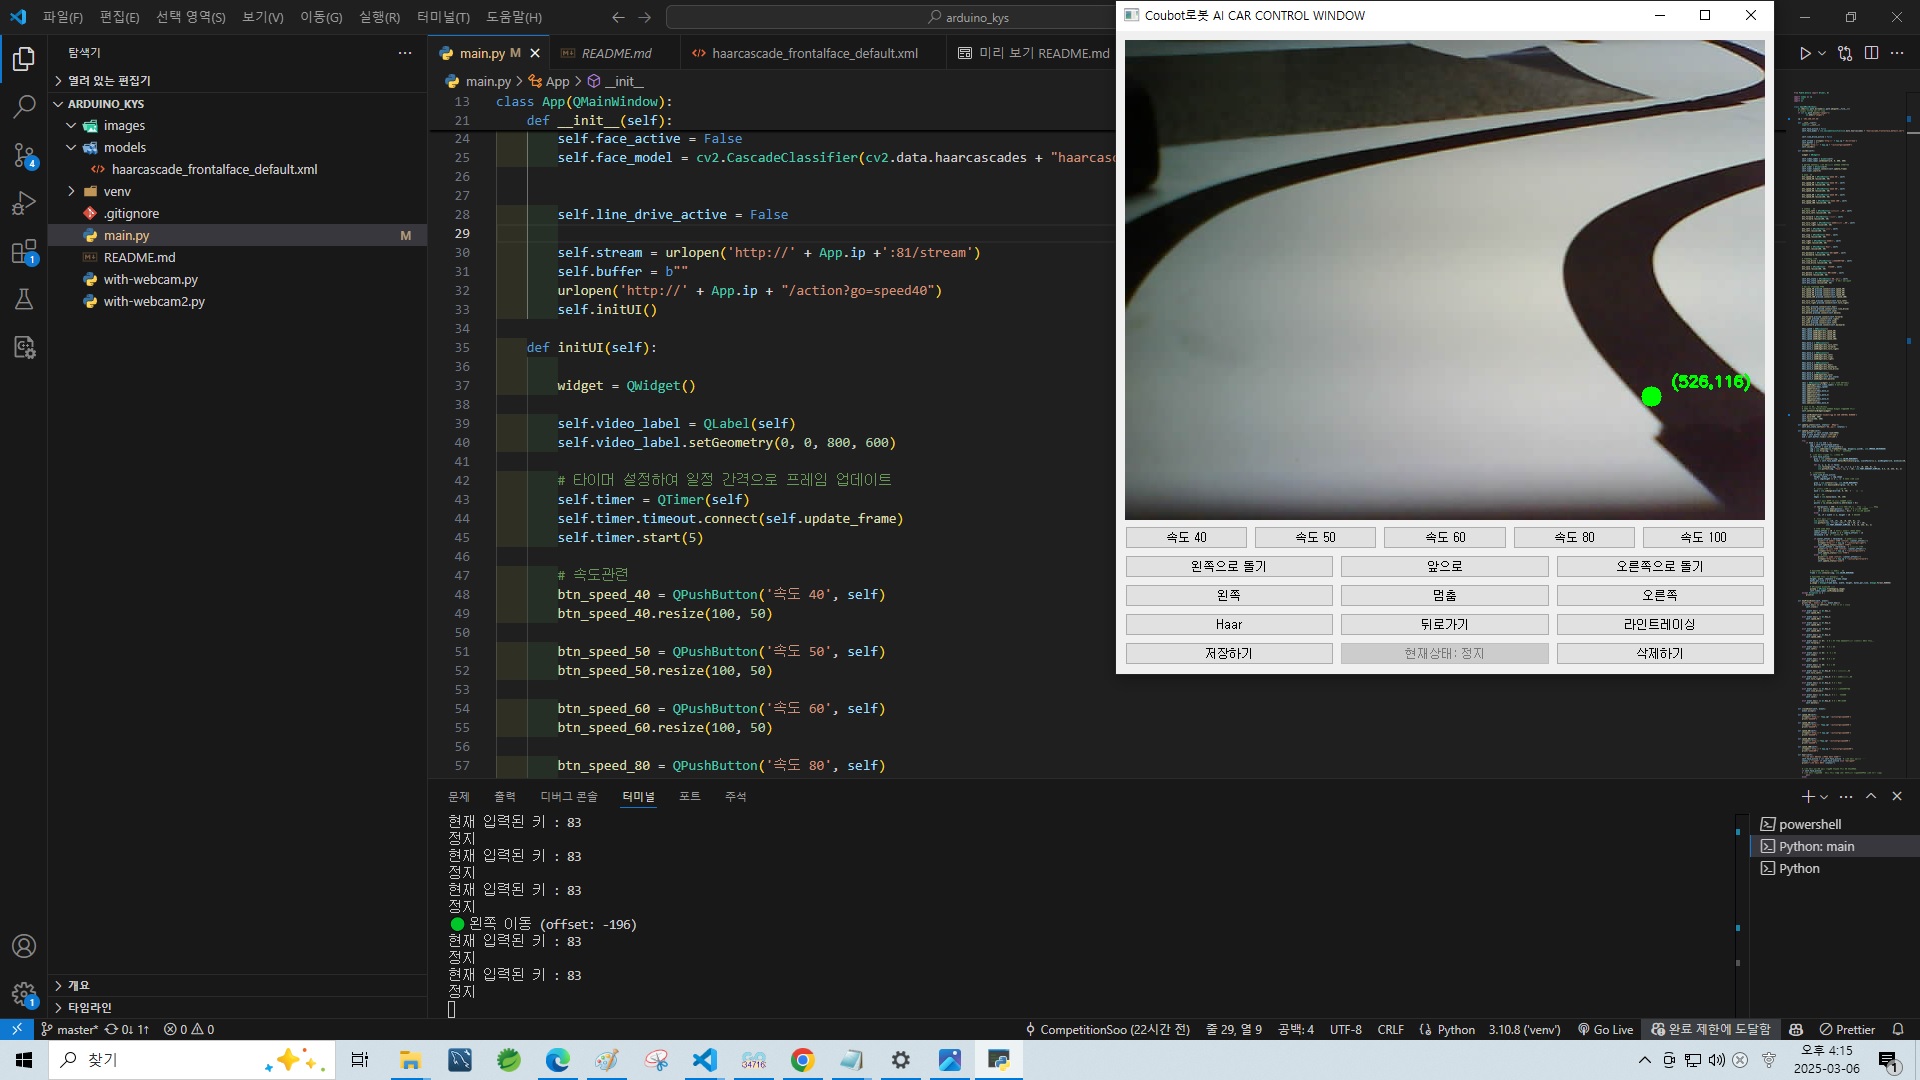 파일(F) 편집(E) 선택 영역(S) 보기(V) 이동(G) 실행(R) 터미널(T) 도움말(H)
arduino_kys
Coubot로봇 AI CAR CONTROL WINDOW
탐색기
열려 있는 편집기
ARDUINO_KYS
images
models
haarcascade_frontalface_default.xml
venv
.gitignore
main.py M
README.md
with-webcam.py
with-webcam2.py
개요
타임라인
main.py M
README.md
haarcascade_frontalface_default.xml
미리 보기 README.md
main.py > App > __init__
13 class App(QMainWindow):
21 def __init__(self):
24 self.face_active = False
25 self.face_model = cv2.CascadeClassifier(cv2.data.haarcascades + "haarcasc
26
27
28 self.line_drive_active = False
29
30 self.stream = urlopen('http://' + App.ip +':81/stream')
31 self.buffer = b""
32 urlopen('http://' + App.ip + "/action?go=speed40")
33 self.initUI()
34
35 def initUI(self):
36
37 widget = QWidget()
38
39 self.video_label = QLabel(self)
40 self.video_label.setGeometry(0, 0, 800, 600)
41
42 # 타이머 설정하여 일정 간격으로 프레임 업데이트
43 self.timer = QTimer(self)
44 self.timer.timeout.connect(self.update_frame)
45 self.timer.start(5)
46
47 # 속도관련
48 btn_speed_40 = QPushButton('속도 40', self)
49 btn_speed_40.resize(100, 50)
50
51 btn_speed_50 = QPushButton('속도 50', self)
52 btn_speed_50.resize(100, 50)
53
54 btn_speed_60 = QPushButton('속도 60', self)
55 btn_speed_60.resize(100, 50)
56
57 btn_speed_80 = QPushButton('속도 80', self)
(526,116)
속도 40 속도 50 속도 60 속도 80 속도 100
왼쪽으로 돌기 앞으로 오른쪽으로 돌기
왼쪽 멈춤 오른쪽
Haar 뒤로가기 라인트레이싱
저장하기 현재상태: 정지 삭제하기
문제 출력 디버그 콘솔 터미널 포트 주석
현재 입력된 키 : 83
정지
현재 입력된 키 : 83
정지
현재 입력된 키 : 83
정지
왼쪽 이동 (offset: -196)
현재 입력된 키 : 83
정지
현재 입력된 키 : 83
정지
powershell
Python: main
Python
4
1
1
master* 0↓ 1↑ 0 0
CompetitionSoo (22시간 전) 줄 29, 열 9 공백: 4 UTF-8 CRLF Python 3.10.8 ('venv') Go Live 완료 제한에 도달함 Prettier
찾기
오후 4:15
2025-03-06
1